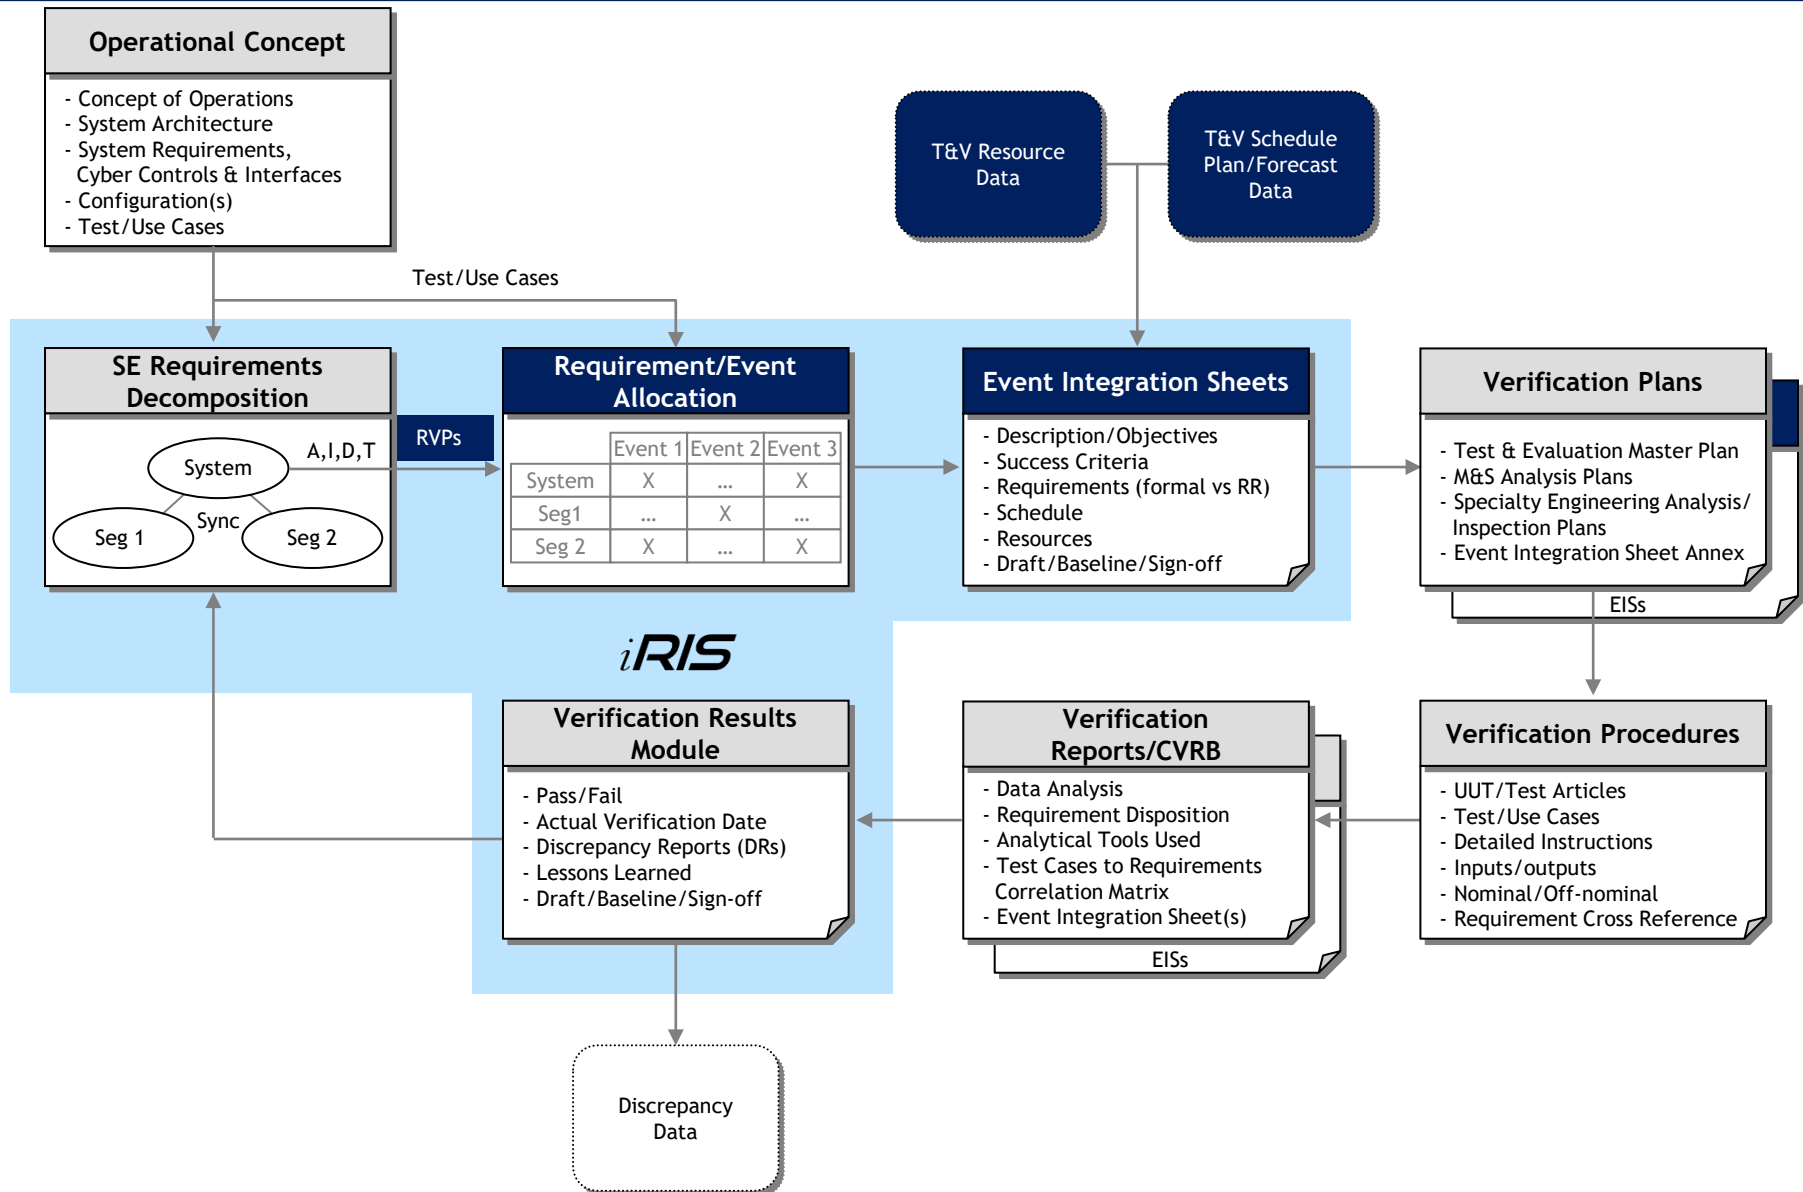 Operational Concept
- Concept of Operations
- System Architecture
- System Requirements,
Cyber Controls & Interfaces
- Configuration(s)
- Test/Use Cases
T&V Resource
Data
T&V Schedule
Plan/Forecast
Data
Test/Use Cases
SE Requirements
Decomposition
System
Sync
Seg 1
Seg 2
A,I,D,T
RVPs
Requirement/Event
Allocation
Event 1 Event 2 Event 3
System X ... X
Seg1 ... X ...
Seg 2 X ... X
Event Integration Sheets
- Description/Objectives
- Success Criteria
- Requirements (formal vs RR)
- Schedule
- Resources
- Draft/Baseline/Sign-off
Verification Plans
- Test & Evaluation Master Plan
- M&S Analysis Plans
- Specialty Engineering Analysis/
Inspection Plans
- Event Integration Sheet Annex
EISs
iRIS
Verification Results
Module
- Pass/Fail
- Actual Verification Date
- Discrepancy Reports (DRs)
- Lessons Learned
- Draft/Baseline/Sign-off
Verification
Reports/CVRB
- Data Analysis
- Requirement Disposition
- Analytical Tools Used
- Test Cases to Requirements
Correlation Matrix
- Event Integration Sheet(s)
EISs
Verification Procedures
- UUT/Test Articles
- Test/Use Cases
- Detailed Instructions
- Inputs/outputs
- Nominal/Off-nominal
- Requirement Cross Reference
Discrepancy
Data